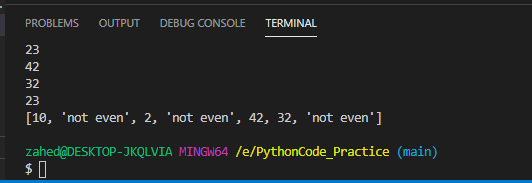 PROBLEMS OUTPUT DEBUG CONSOLE TERMINAL
23
42
32
23
[10, 'not even', 2, 'not even', 42, 32, 'not even']
zahed@DESKTOP-JKQLVIA MINGW64 /e/PythonCode_Practice (main)
$